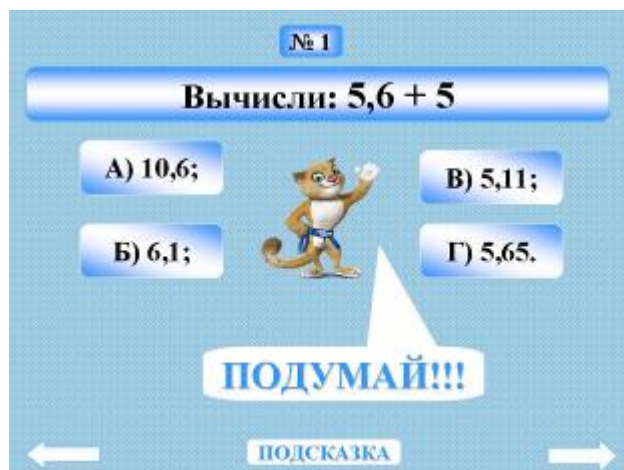 № 1
Вычисли: 5,6 + 5
А) 10,6;
В) 5,11;
Б) 6,1;
Г) 5,65.
ПОДУМАЙ!!!
ПОДСКАЗКА